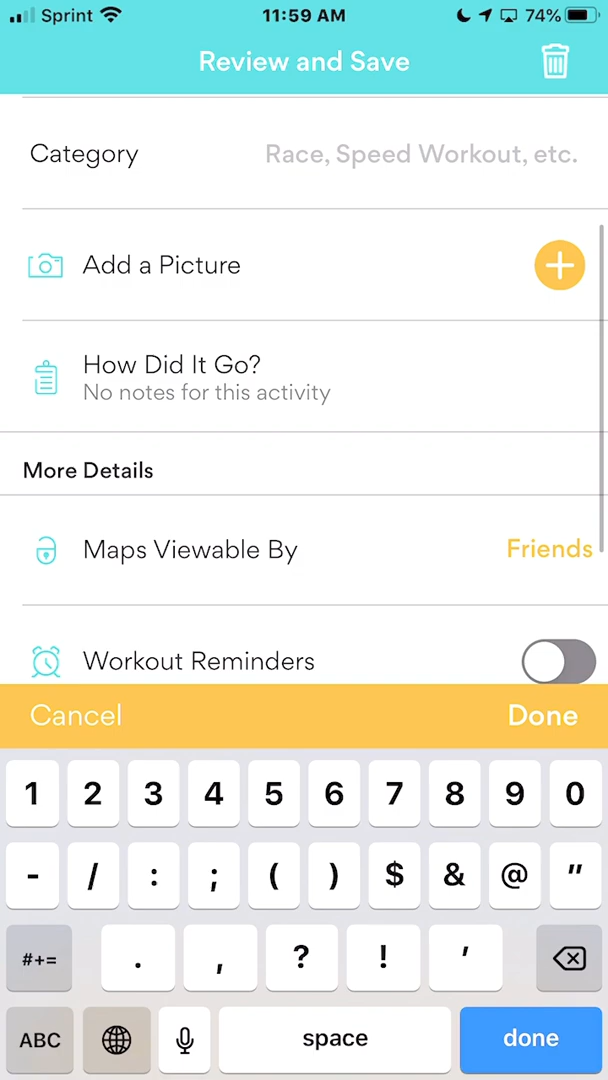 Sprint 11:59 AM 74%
Review and Save
Category Race, Speed Workout, etc.
Add a Picture
How Did It Go?
No notes for this activity
More Details
Maps Viewable By Friends
Workout Reminders
Cancel Done
1 2 3 4 5 6 7 8 9 0
- / : ; ( ) $ & @ "
#+= . , ? ! '
ABC space done